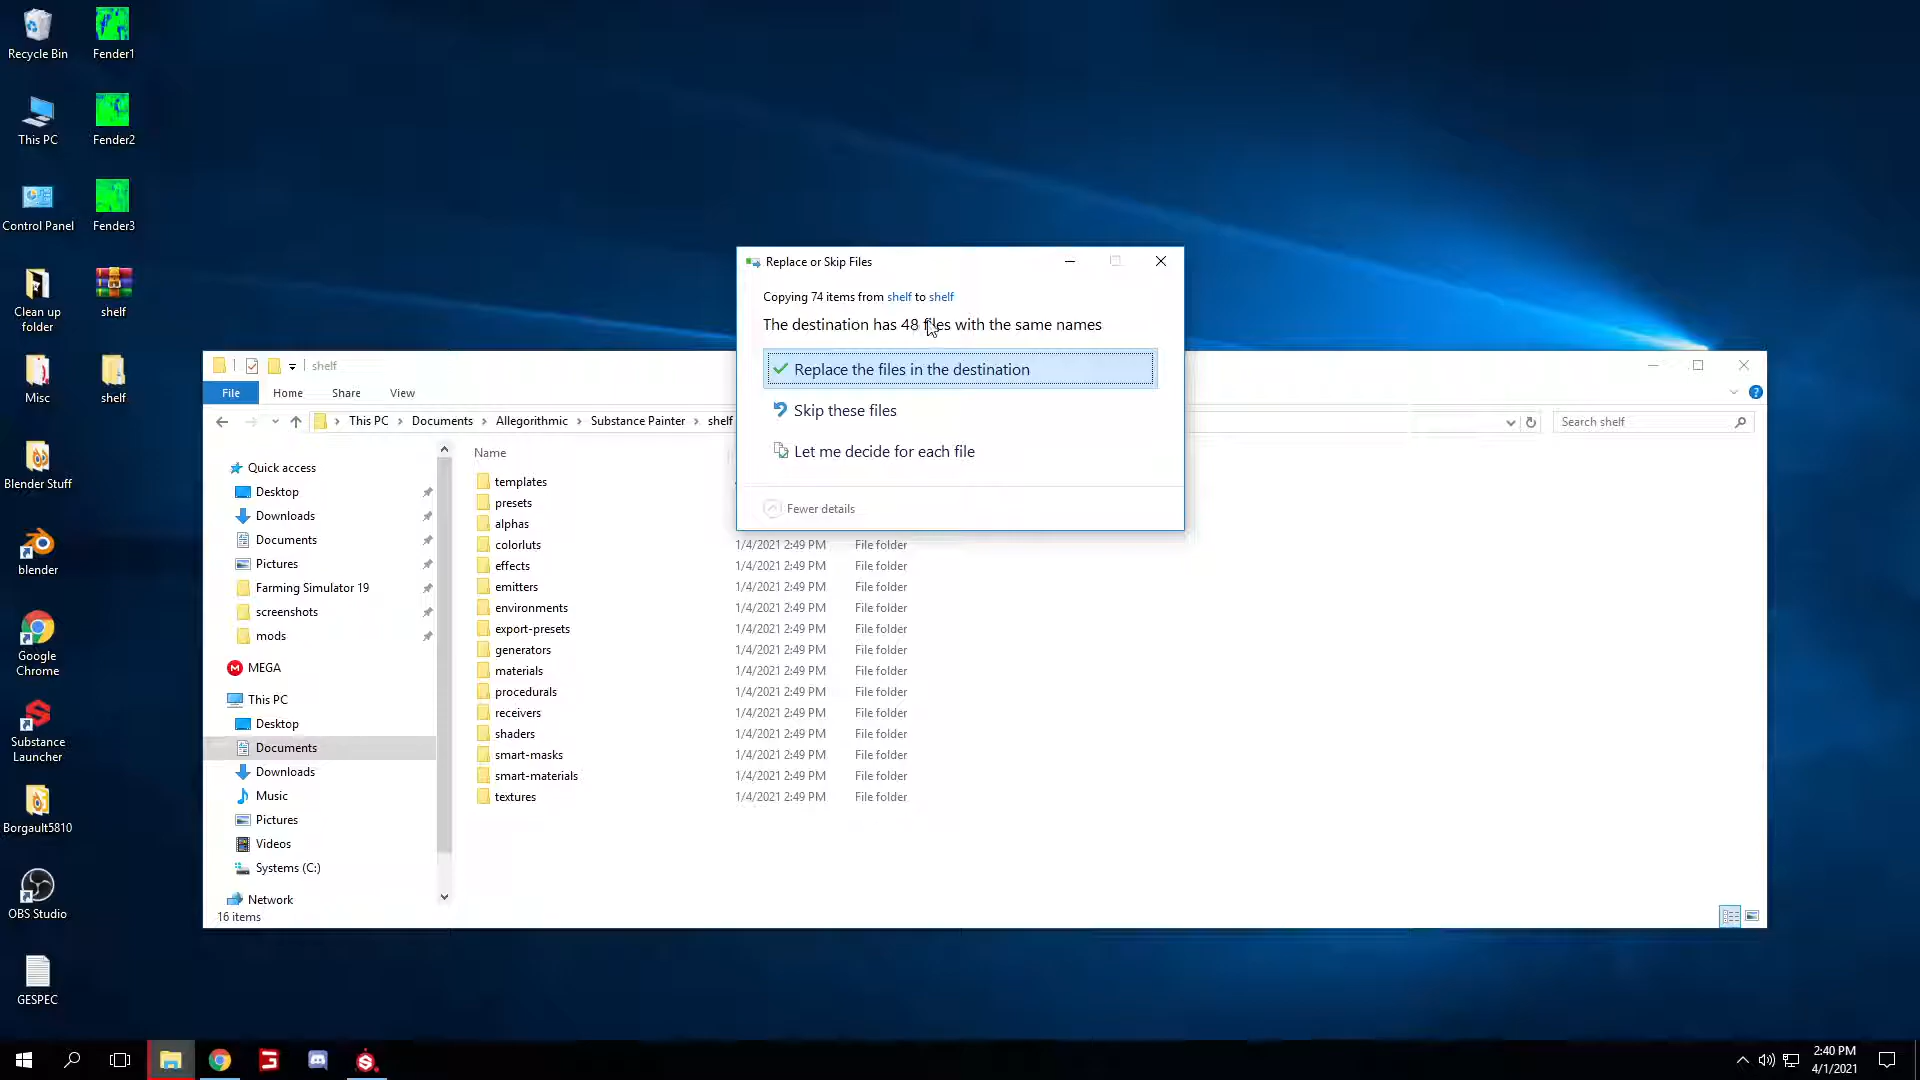 Recycle Bin
Fender1
This PC
Fender2
Control Panel
Fender3
Clean up
folder
shelf
Misc
shelf
Blender Stuff
blender
Google
Chrome
Substance
Launcher
Borgault5810
OBS Studio
GESPEC
Replace or Skip Files
Copying 74 items from shelf to shelf
The destination has 48 files with the same names
Replace the files in the destination
Skip these files
Let me decide for each file
Fewer details
shelf
File Home Share View
This PC Documents Allegorithmic Substance Painter shelf
Search shelf
Quick access
Desktop
Downloads
Documents
Pictures
Farming Simulator 19
screenshots
mods
MEGA
This PC
Desktop
Documents
Downloads
Music
Pictures
Videos
Systems (C:)
Network
16 items
Name
templates
presets
alphas
colorluts 1/4/2021 2:49 PM File folder
effects 1/4/2021 2:49 PM File folder
emitters 1/4/2021 2:49 PM File folder
environments 1/4/2021 2:49 PM File folder
export-presets 1/4/2021 2:49 PM File folder
generators 1/4/2021 2:49 PM File folder
materials 1/4/2021 2:49 PM File folder
procedurals 1/4/2021 2:49 PM File folder
receivers 1/4/2021 2:49 PM File folder
shaders 1/4/2021 2:49 PM File folder
smart-masks 1/4/2021 2:49 PM File folder
smart-materials 1/4/2021 2:49 PM File folder
textures 1/4/2021 2:49 PM File folder
2:40 PM
4/1/2021